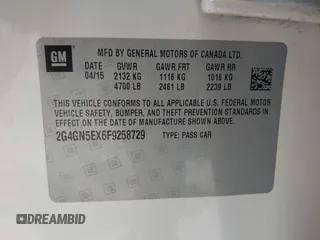 GM
MFD BY GENERAL MOTORS OF CANADA LTD.
DATE GVWR GAWR FRT GAWR RR
04/15 2132 KG 1116 KG 1016 KG
4700 LB 2461 LB 2239 LB
THIS VEHICLE CONFORMS TO ALL APPLICABLE U.S. FEDERAL MOTOR
VEHICLE SAFETY, BUMPER, AND THEFT PREVENTION STANDARDS
IN EFFECT ON THE DATE OF MANUFACTURE SHOWN ABOVE.
2G4GN5EX6F9258729 TYPE: PASS CAR
©DREAMBID